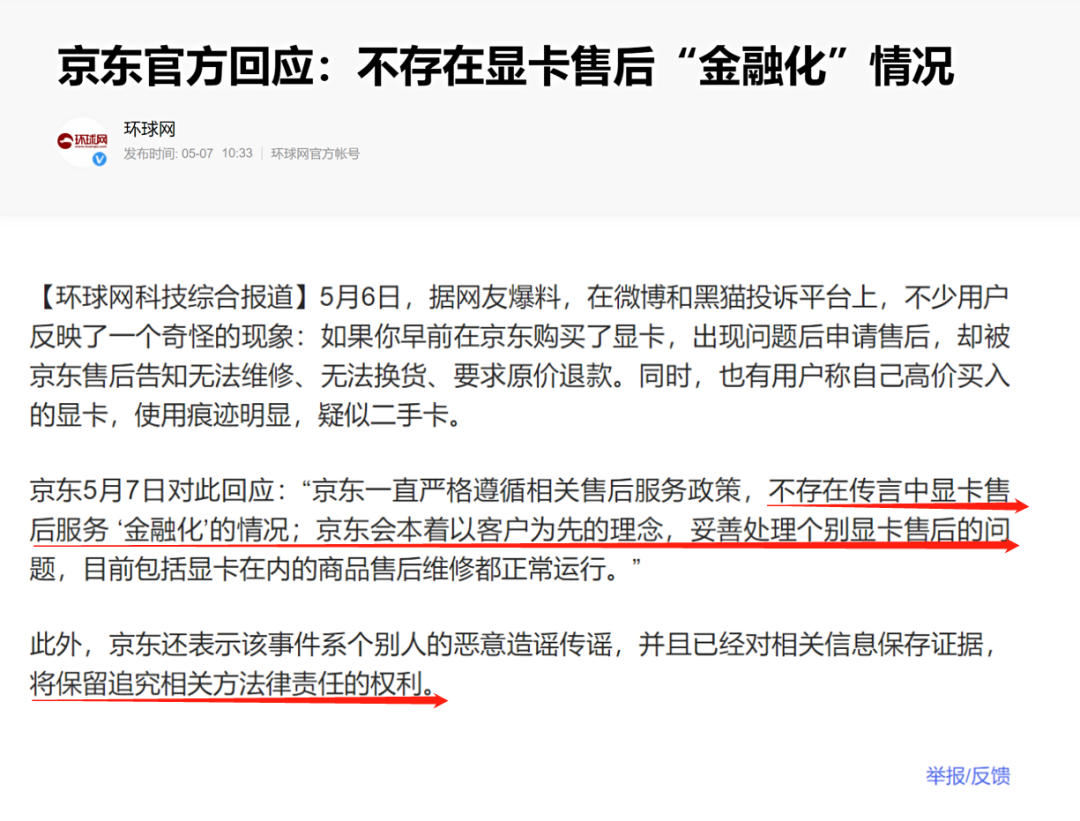 京东官方回应：不存在显卡售后“金融化”情况
环球网
环球网
发布时间: 05-07 10:33 | 环球网官方帐号
【环球网科技综合报道】5月6日，据网友爆料，在微博和黑猫投诉平台上，不少用户
反映了一个奇怪的现象：如果你早前在京东购买了显卡，出现问题后申请售后，却被
京东售后告知无法维修、无法换货、要求原价退款。同时，也有用户称自己高价买入
的显卡，使用痕迹明显，疑似二手卡。
京东5月7日对此回应：“京东一直严格遵循相关售后服务政策，不存在传言中显卡售
后服务 ‘金融化’的情况；京东会本着以客户为先的理念，妥善处理个别显卡售后的问
题，目前包括显卡在内的商品售后维修都正常运行。”
此外，京东还表示该事件系个别人的恶意造谣传谣，并且已经对相关信息保存证据，
将保留追究相关方法律责任的权利。
举报/反馈